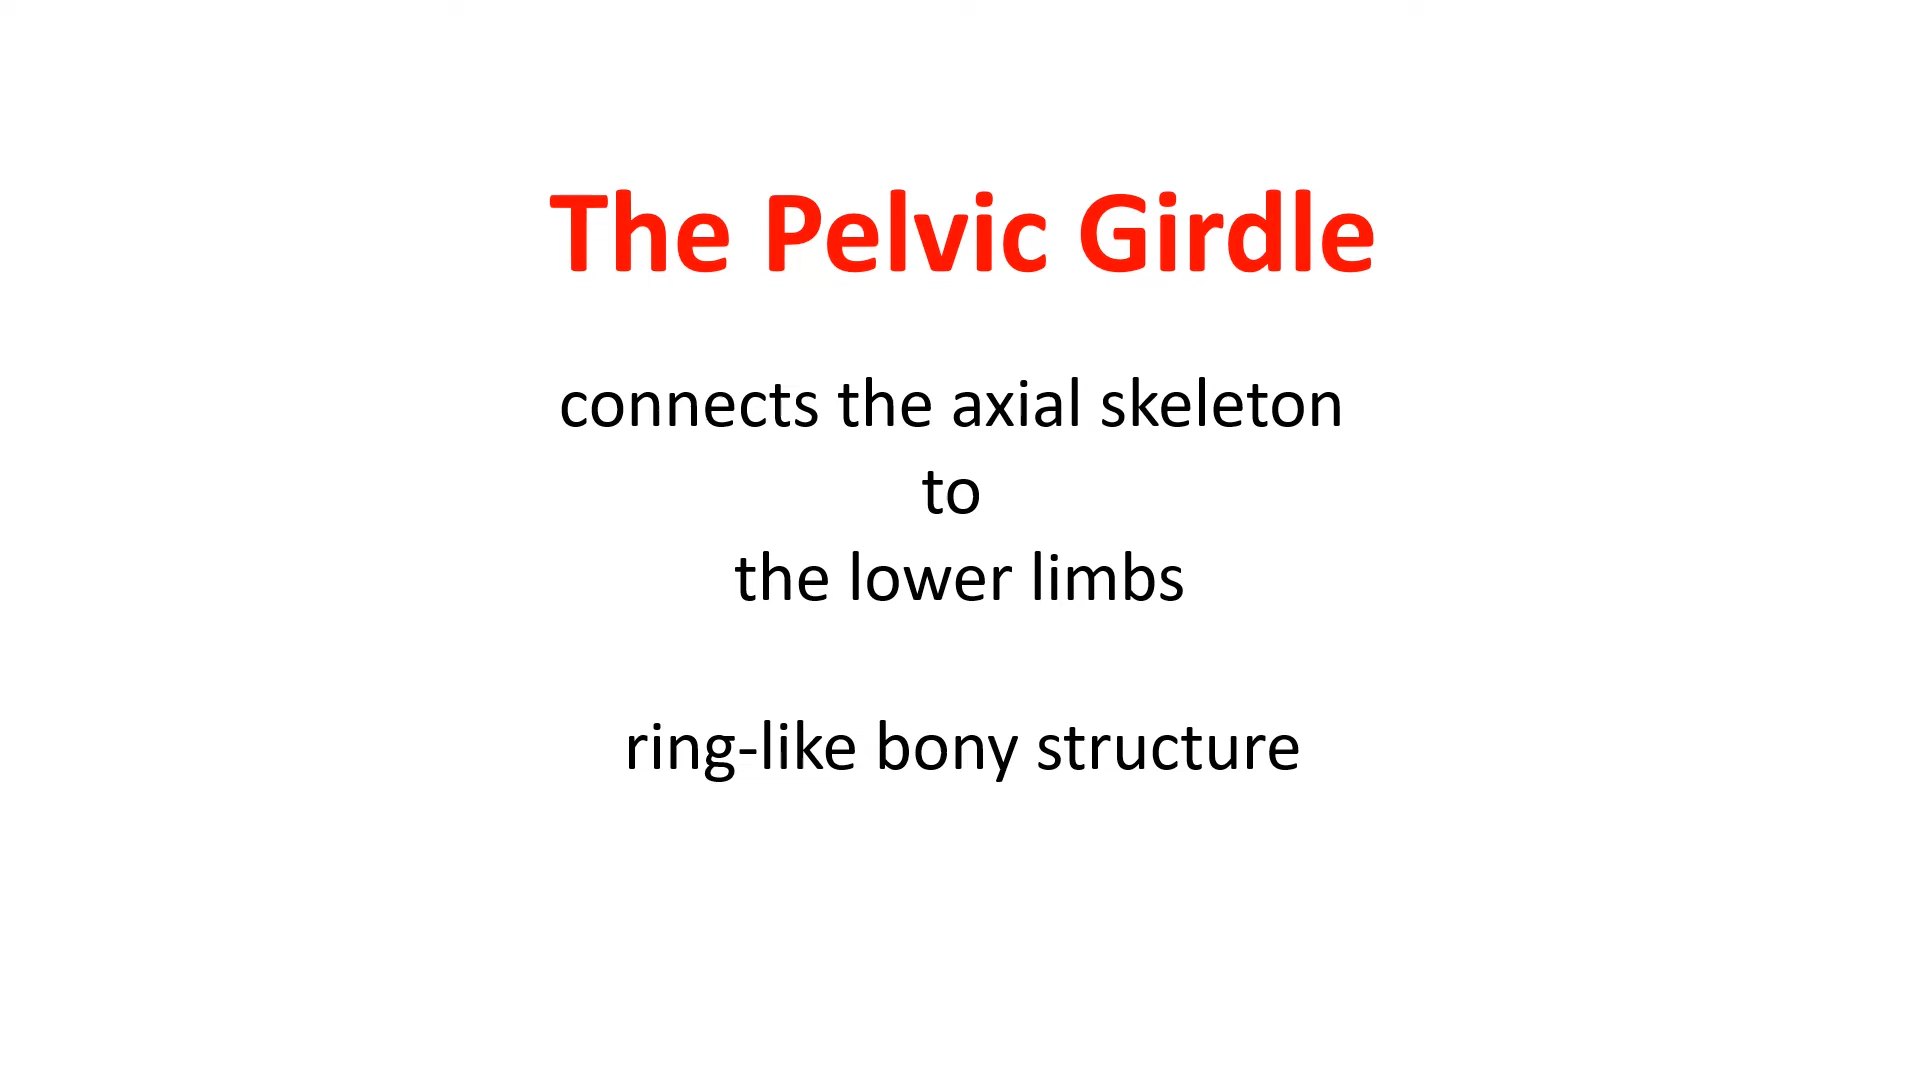 The Pelvic Girdle
connects the axial skeleton
to
the lower limbs
ring-like bony structure